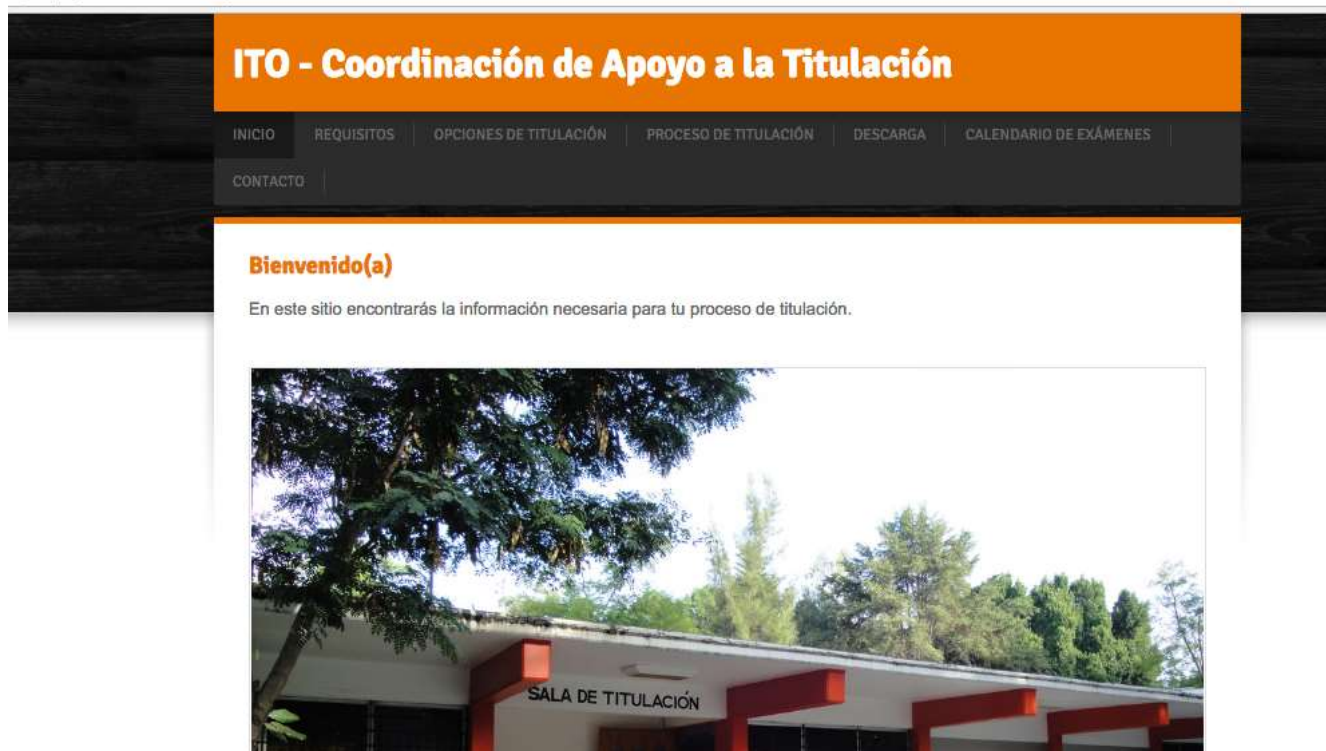 ITO - Coordinación de Apoyo a la Titulación
INICIO REQUISITOS OPCIONES DE TITULACIÓN PROCESO DE TITULACIÓN DESCARGA CALENDARIO DE EXÁMENES
CONTACTO
Bienvenido(a)
En este sitio encontrarás la información necesaria para tu proceso de titulación.
SALA DE TITULACIÓN